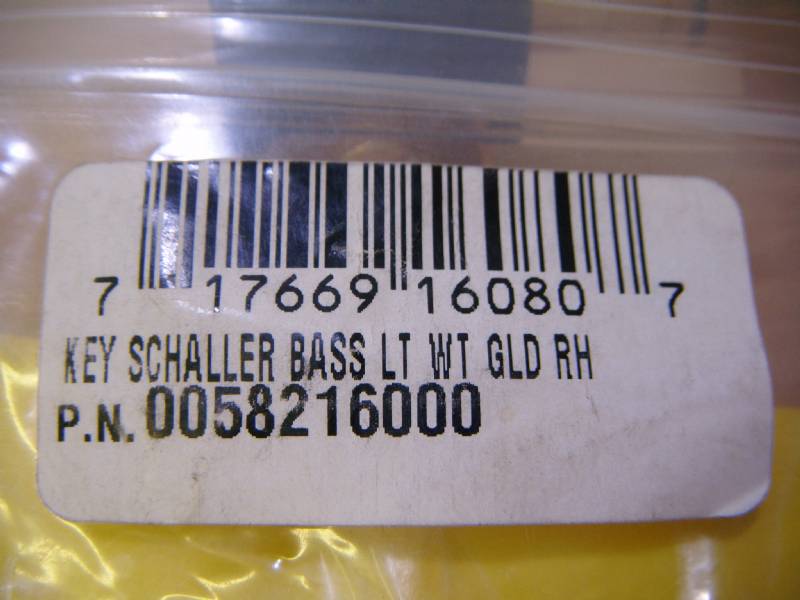 7 17669 16080 7
KEY SCHALLER BASS LT WT GLD RH
P.N. 0058216000